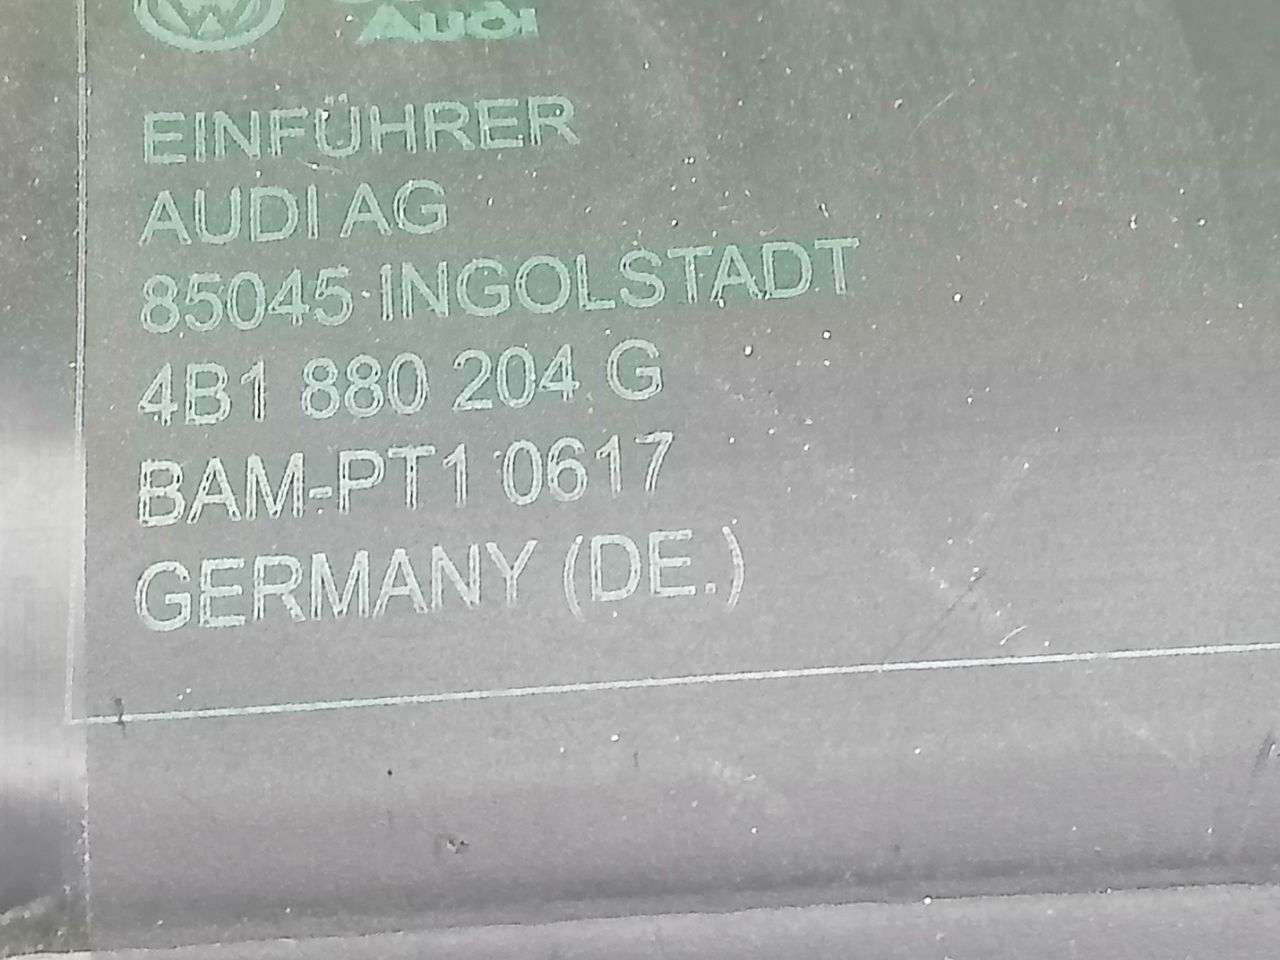 Audi
EINFÜHRER
AUDI AG
85045 INGOLSTADT
4B1 880 204 G
BAM-PT1 0617
GERMANY (DE.)